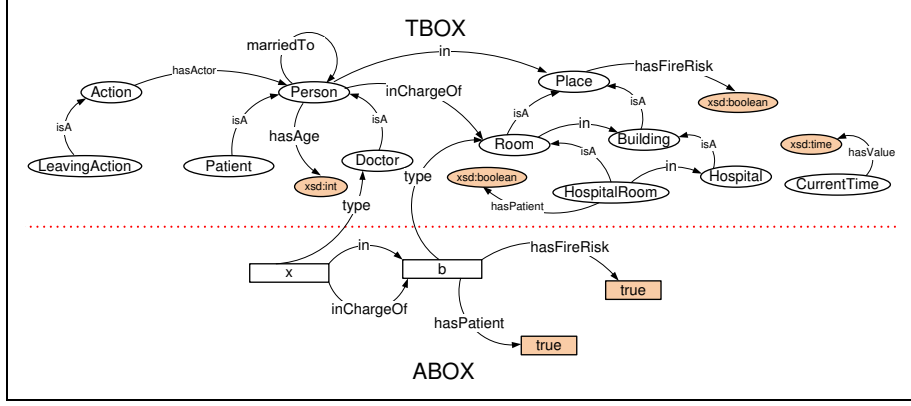 TBOX
marriedTo
in
hasFireRisk
hasActor
Place
Action
Person
inChargeOf
xsd:boolean
isA
isA
isA
isA
isA
hasAge
in
Building
Room
xsd:time
isA
isA
hasValue
LeavingAction
Patient
Doctor
type
xsd:boolean
in
Hospital
xsd:int
HospitalRoom
CurrentTime
type
hasPatient
in
hasFireRisk
x
b
true
inChargeOf
hasPatient
true
ABOX